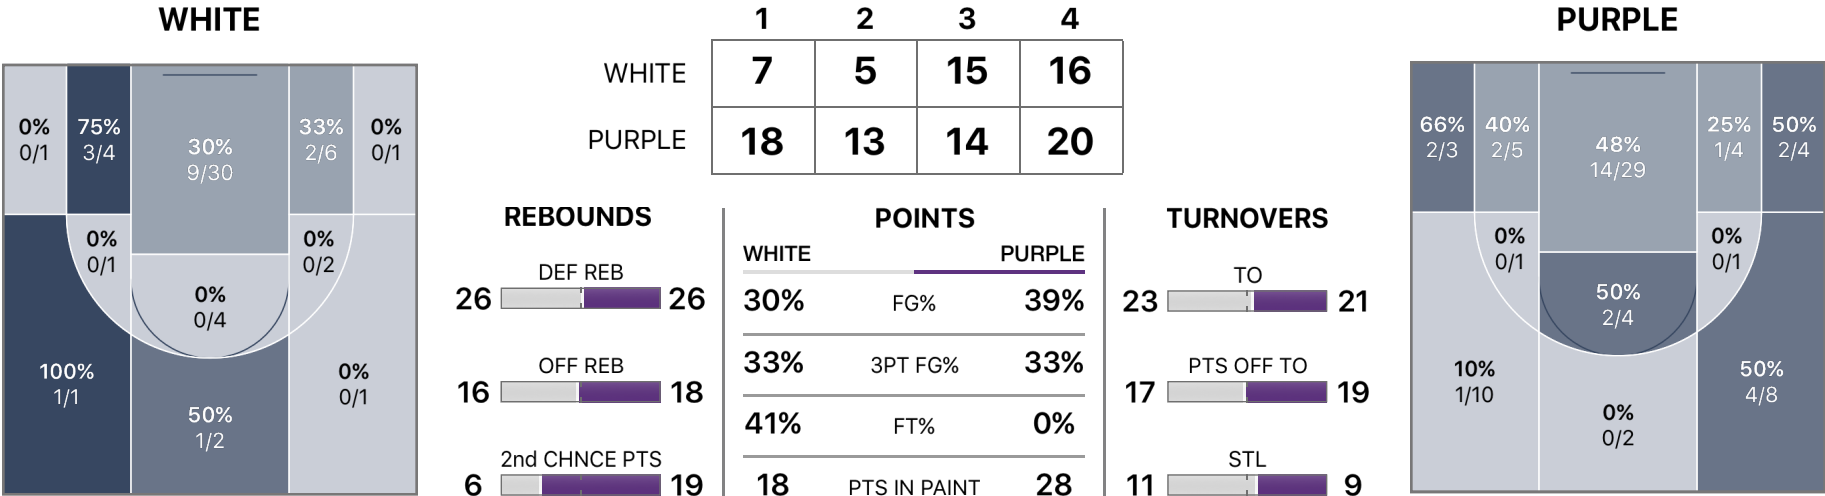 WHITE
0%
0/1
75%
3/4
30%
9/30
33%
2/6
0%
0/1
0%
0/1
0%
0/2
0%
0/4
100%
1/1
50%
1/2
0%
0/1
1 2 3 4
WHITE 7 5 15 16
PURPLE 18 13 14 20
REBOUNDS
DEF REB
26 26
OFF REB
16 18
2nd CHNCE PTS
6 19
POINTS
WHITE PURPLE
30% FG% 39%
33% 3PT FG% 33%
41% FT% 0%
18 PTS IN PAINT 28
TURNOVERS
TO
23 21
PTS OFF TO
17 19
STL
11 9
PURPLE
66%
2/3
40%
2/5
48%
14/29
25%
1/4
50%
2/4
0%
0/1
0%
0/1
50%
2/4
10%
1/10
0%
0/2
50%
4/8